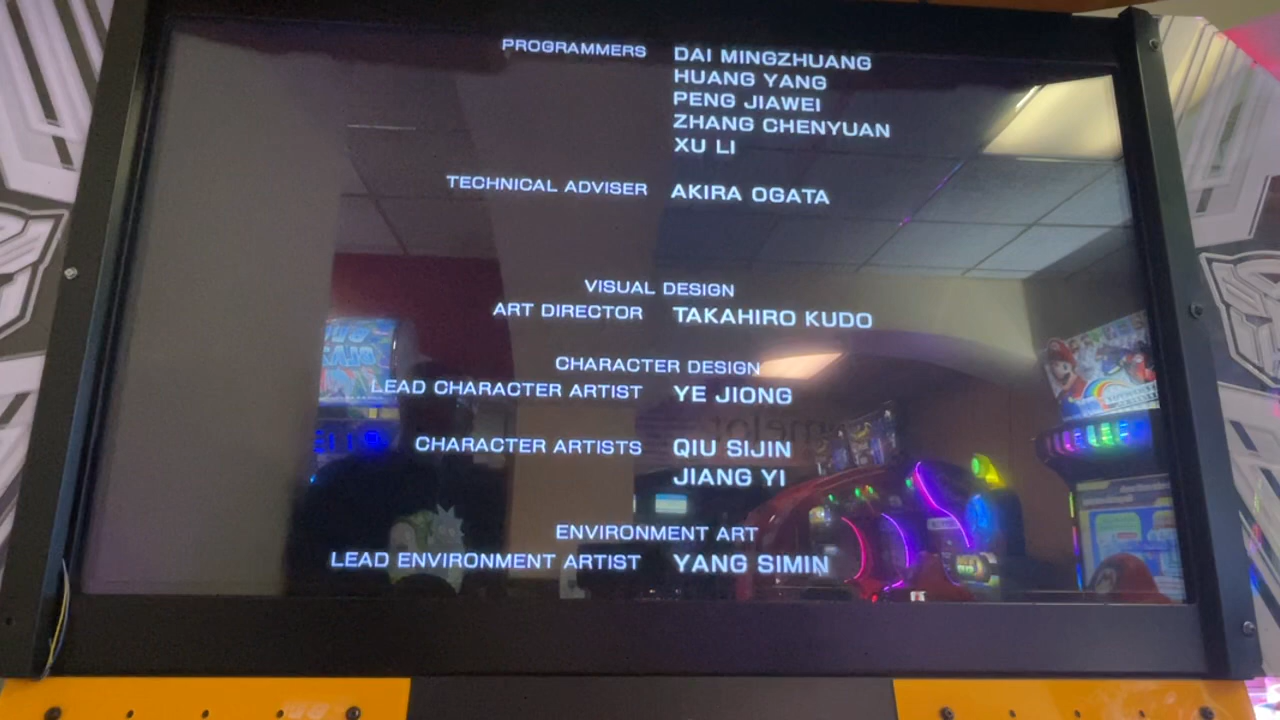 PROGRAMMERS DAI MINGZHUANG
HUANG YANG
PENG JIAWEI
ZHANG CHENYUAN
XU LI
TECHNICAL ADVISER AKIRA OGATA
VISUAL DESIGN
ART DIRECTOR TAKAHIRO KUDO
CHARACTER DESIGN
LEAD CHARACTER ARTIST YE JIONG
CHARACTER ARTISTS QIU SIJIN
JIANG YI
ENVIRONMENT ART
LEAD ENVIRONMENT ARTIST YANG SIMIN